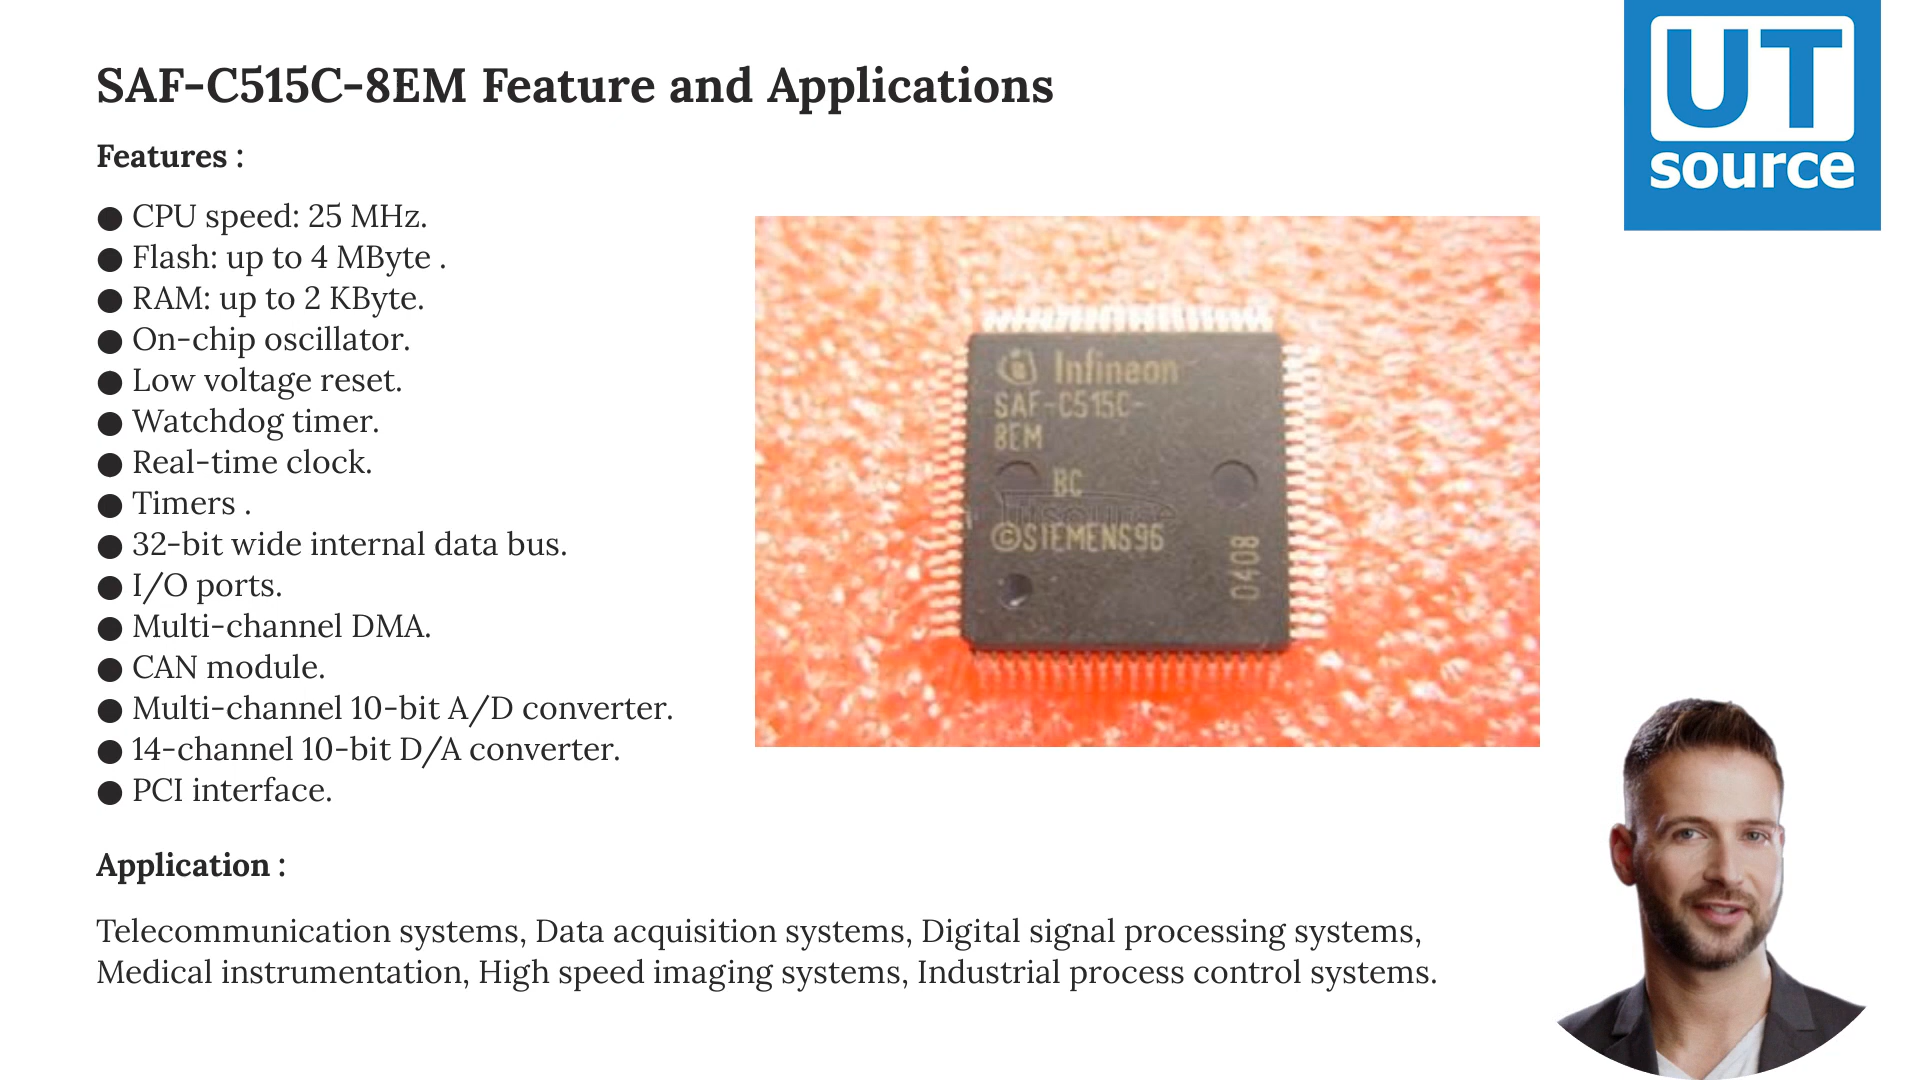 SAF-C515C-8EM Feature and Applications
Features :
● CPU speed: 25 MHz.
● Flash: up to 4 MByte .
● RAM: up to 2 KByte.
● On-chip oscillator.
● Low voltage reset.
● Watchdog timer.
● Real-time clock.
● Timers .
● 32-bit wide internal data bus.
● I/O ports.
● Multi-channel DMA.
● CAN module.
● Multi-channel 10-bit A/D converter.
● 14-channel 10-bit D/A converter.
● PCI interface.
Application :
Telecommunication systems, Data acquisition systems, Digital signal processing systems,
Medical instrumentation, High speed imaging systems, Industrial process control systems.
UT
source
Infineon
SAF-C515C-
8EM
BC
©SIEMENS96
0408